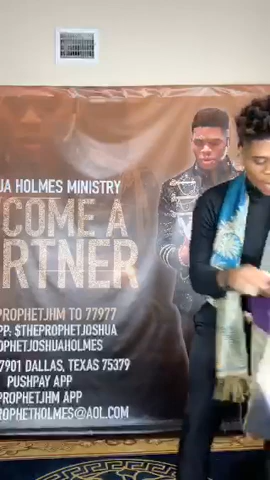 UA HOLMES MINISTRY
COME A
RTNER
PROPHETJHM TO 77977
PP: $THEPROPHETJOSHUA
OPHETJOSHUAHOLMES
7901 DALLAS, TEXAS 75379
PUSHPAY APP
PROPHETJHM APP
ROPHETHOLMES@AOL.COM